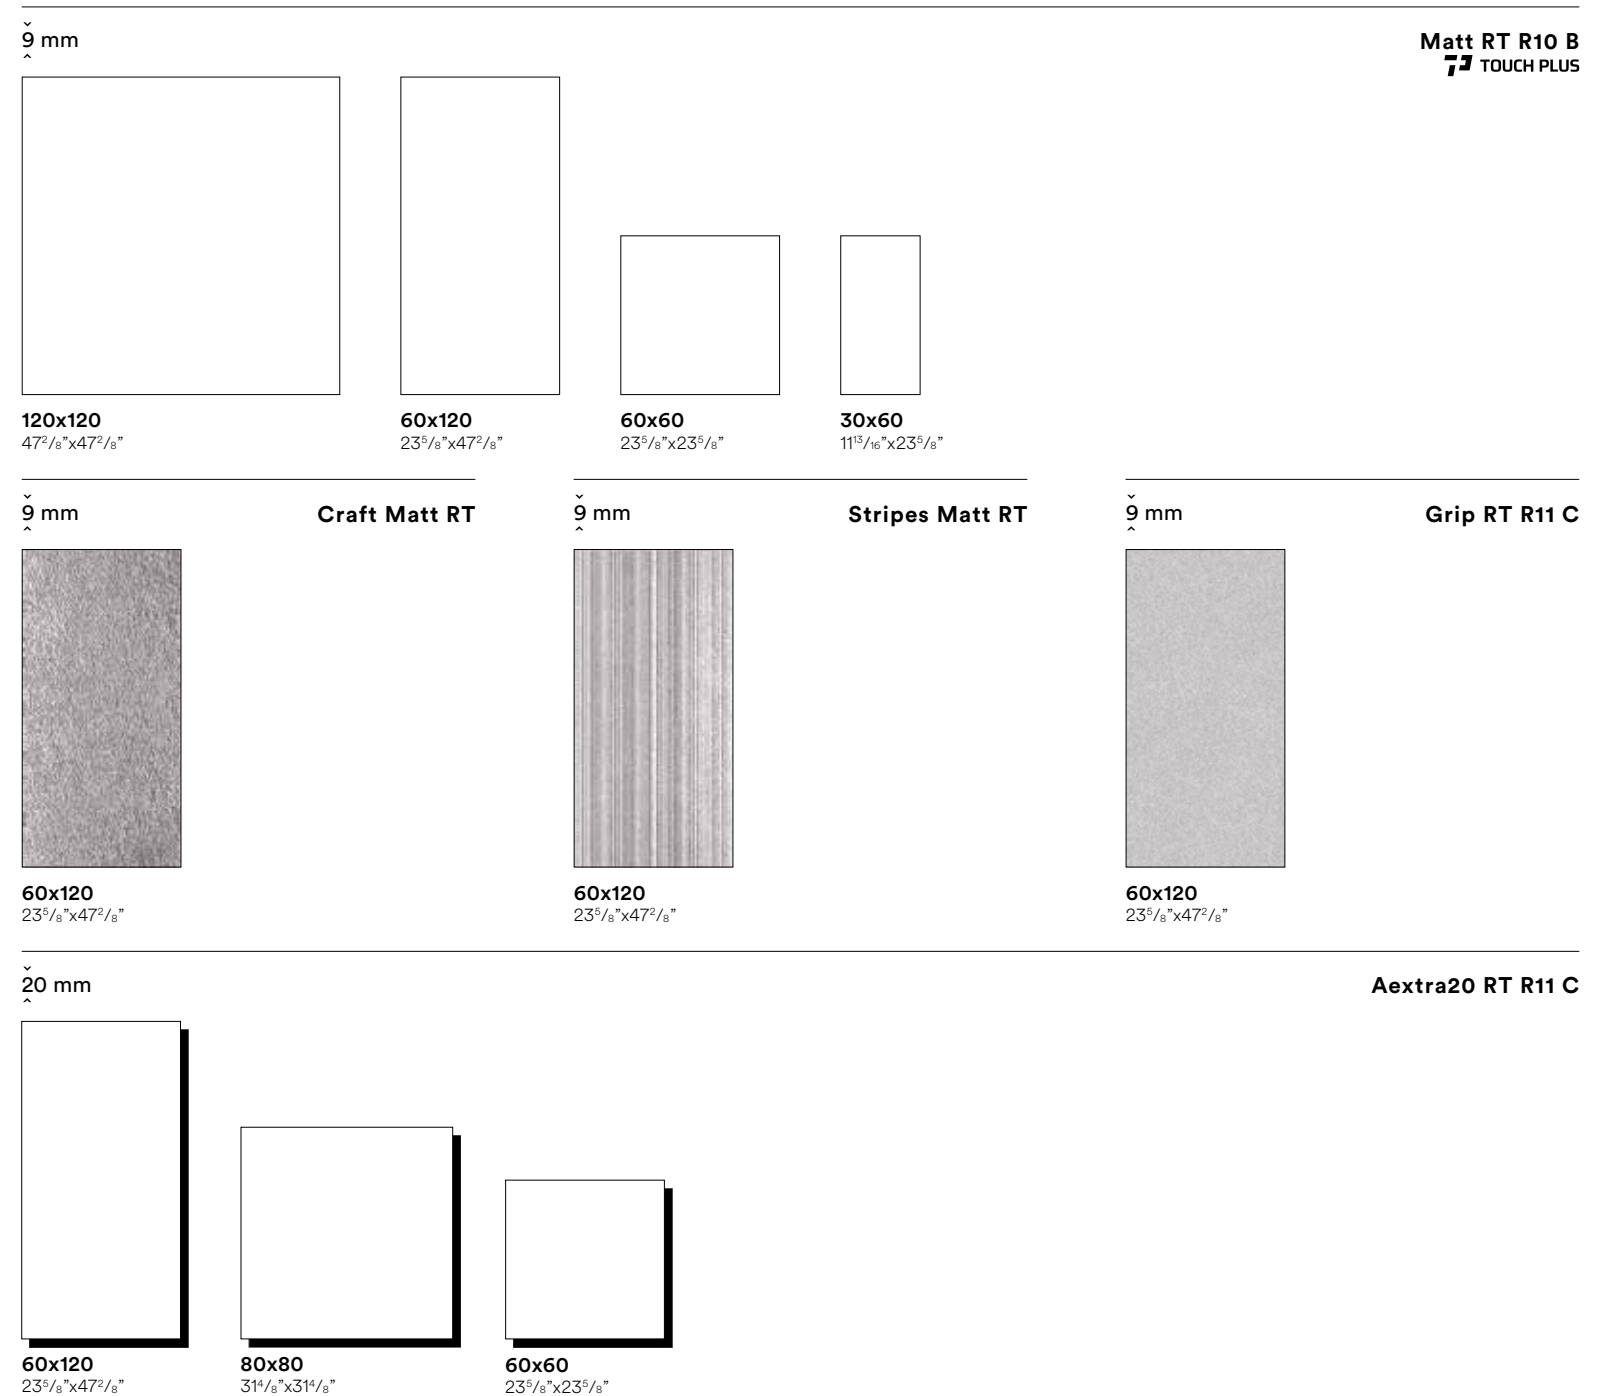 9 mm
Matt RT R10 B
TOUCH PLUS
120x120
47²/₈”x47²/₈”
60x120
23⁵/₈”x47²/₈”
60x60
23⁵/₈”x23⁵/₈”
30x60
11¹³/₁₆”x23⁵/₈”
9 mm
Craft Matt RT
60x120
23⁵/₈”x47²/₈”
9 mm
Stripes Matt RT
60x120
23⁵/₈”x47²/₈”
9 mm
Grip RT R11 C
60x120
23⁵/₈”x47²/₈”
20 mm
Aextra20 RT R11 C
60x120
23⁵/₈”x47²/₈”
80x80
31⁴/₈”x31⁴/₈”
60x60
23⁵/₈”x23⁵/₈”